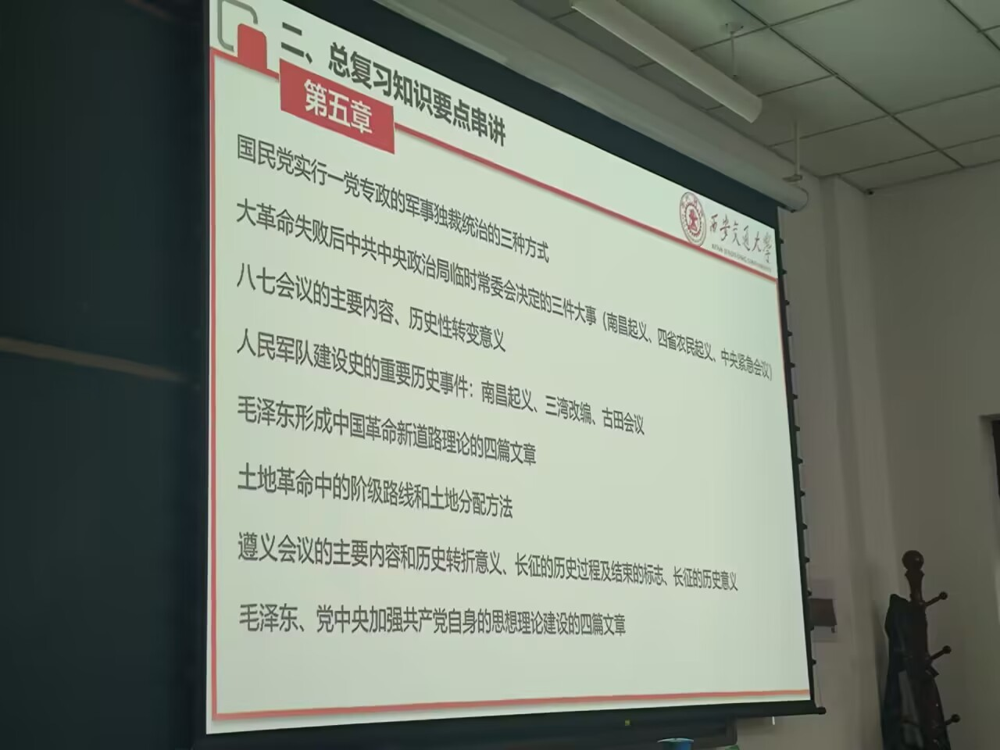 二、总复习知识要点串讲
第五章
西安交通大学
国民党实行一党专政的军事独裁统治的三种方式
大革命失败后中共中央政治局临时常委会决定的三件大事（南昌起义、四省农民起义、中央紧急会议）
八七会议的主要内容、历史性转变意义
人民军队建设史的重要历史事件：南昌起义、三湾改编、古田会议
毛泽东形成中国革命新道路理论的四篇文章
土地革命中的阶级路线和土地分配方法
遵义会议的主要内容和历史转折意义、长征的历史过程及结束的标志、长征的历史意义
毛泽东、党中央加强共产党自身的思想理论建设的四篇文章